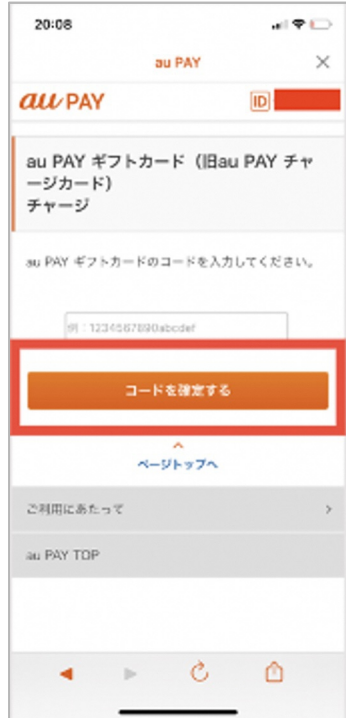 20:08
au PAY
au PAY
ID
au PAY ギフトカード（旧au PAY チャ
ージカード）
チャージ
au PAY ギフトカードのコードを入力してください。
例：1234567890abcdef
コードを確定する
ページトップへ
ご利用にあたって
au PAY TOP